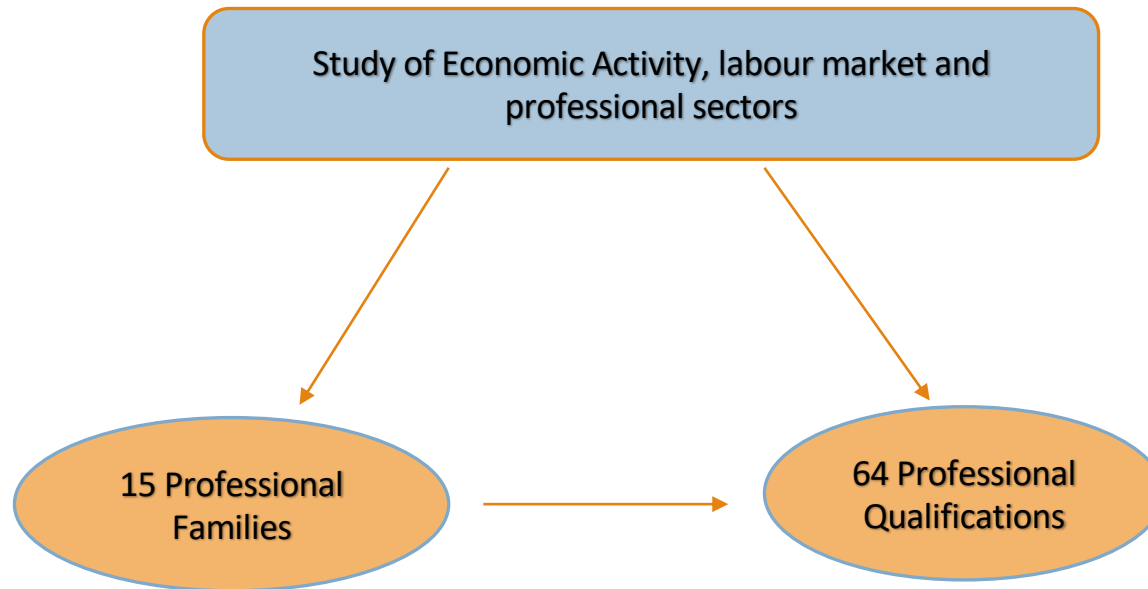 Study of Economic Activity, labour market and
professional sectors
15 Professional
Families
64 Professional
Qualifications